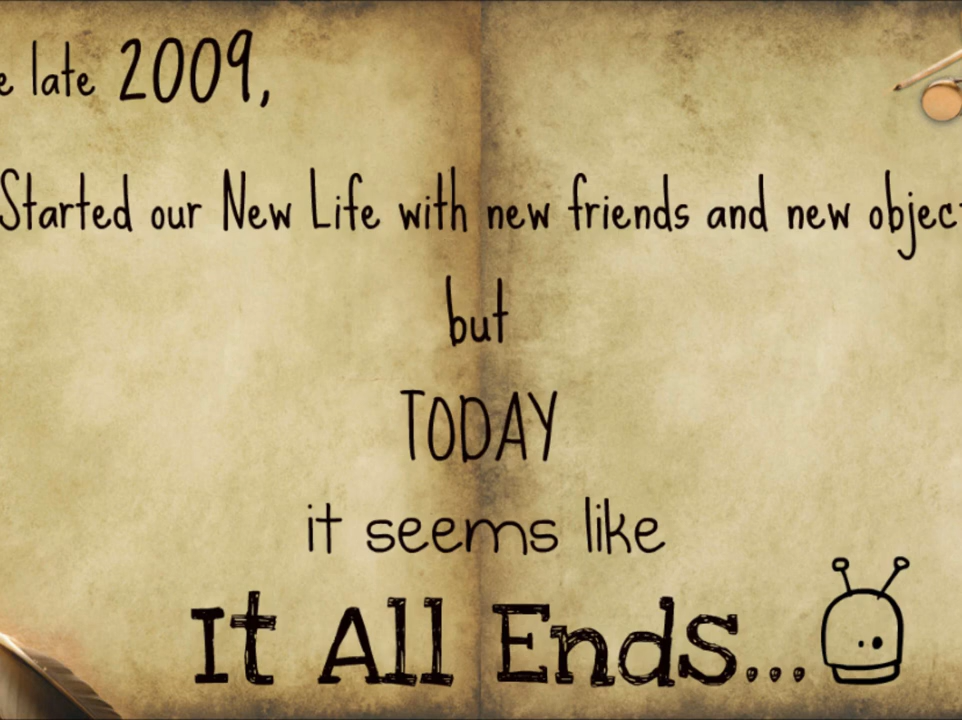 late 2009,
Started our New Life with new friends and new
but
TODAY
it seems like
It All Ends...